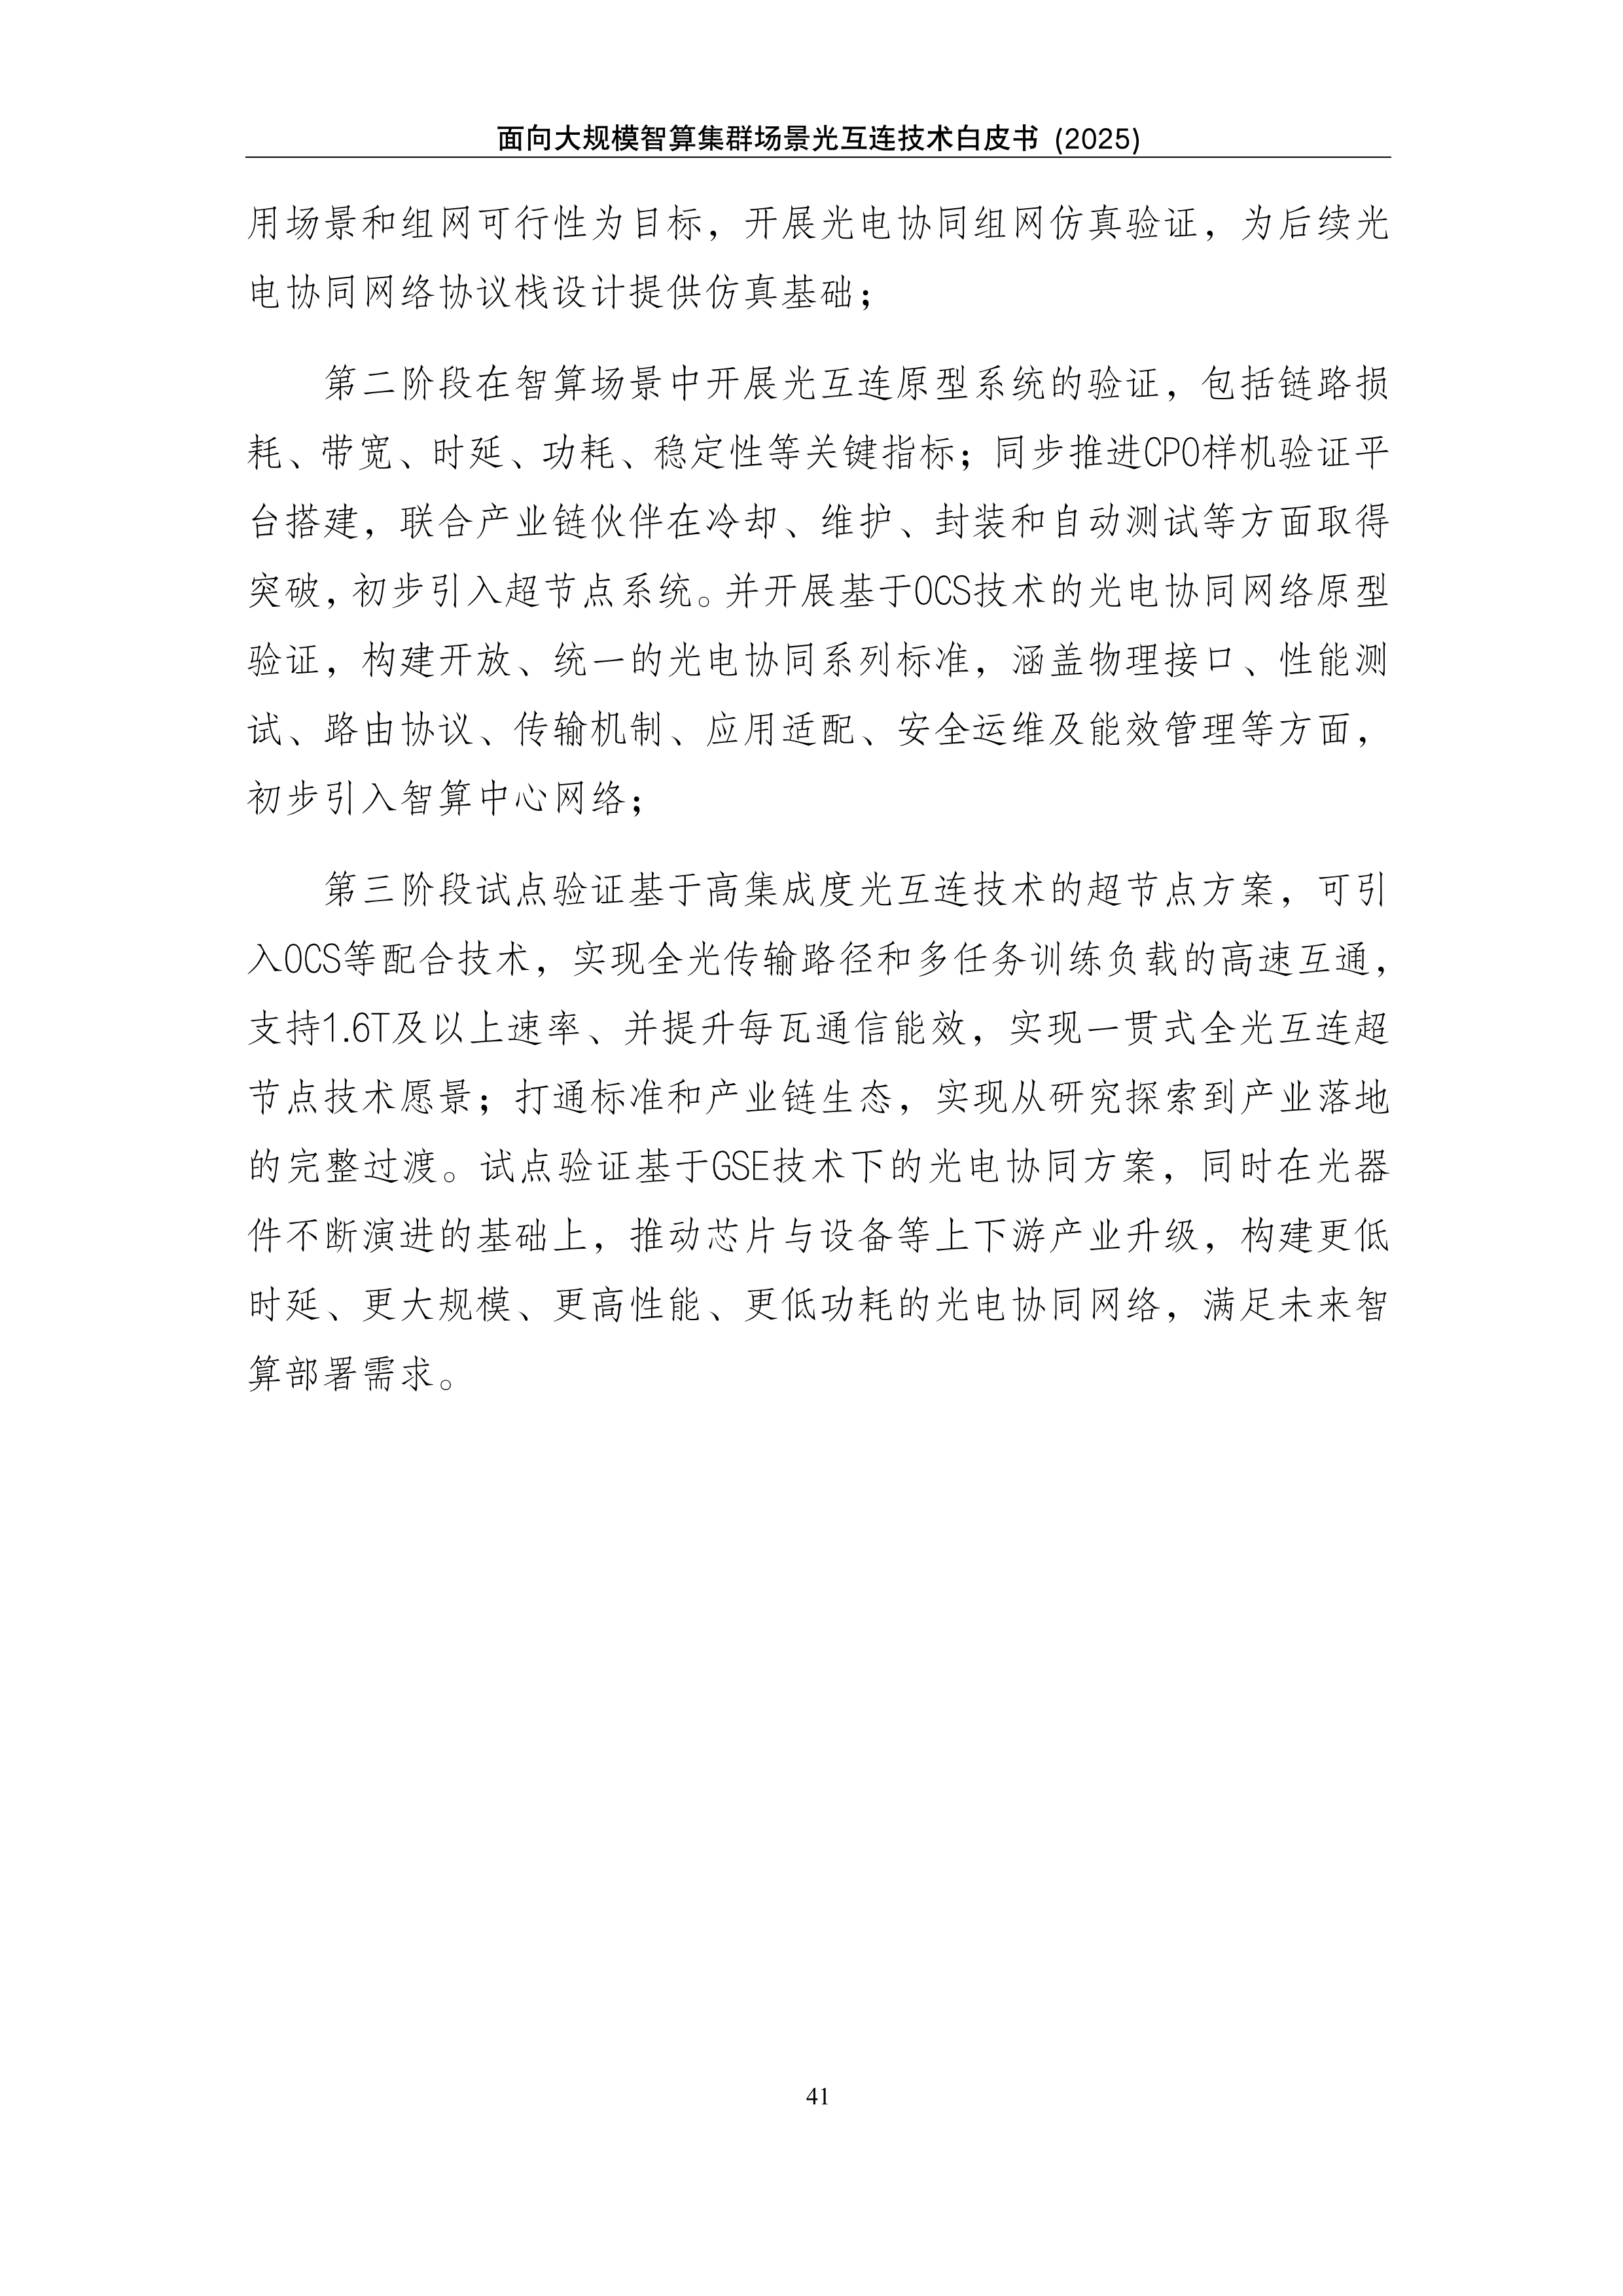 面向大规模智算集群场景光互连技术白皮书 (2025)
用场景和组网可行性为目标，开展光电协同组网仿真验证，为后续光
电协同网络协议栈设计提供仿真基础；
第二阶段在智算场景中开展光互连原型系统的验证，包括链路损
耗、带宽、时延、功耗、稳定性等关键指标；同步推进CPO样机验证平
台搭建，联合产业链伙伴在冷却、维护、封装和自动测试等方面取得
突破，初步引入超节点系统。并开展基于OCS技术的光电协同网络原型
验证，构建开放、统一的光电协同系列标准，涵盖物理接口、性能测
试、路由协议、传输机制、应用适配、安全运维及能效管理等方面，
初步引入智算中心网络；
第三阶段试点验证基于高集成度光互连技术的超节点方案，可引
入OCS等配合技术，实现全光传输路径和多任务训练负载的高速互通，
支持1.6T及以上速率、并提升每瓦通信能效，实现一贯式全光互连超
节点技术愿景；打通标准和产业链生态，实现从研究探索到产业落地
的完整过渡。试点验证基于GSE技术下的光电协同方案，同时在光器
件不断演进的基础上，推动芯片与设备等上下游产业升级，构建更低
时延、更大规模、更高性能、更低功耗的光电协同网络，满足未来智
算部署需求。
41